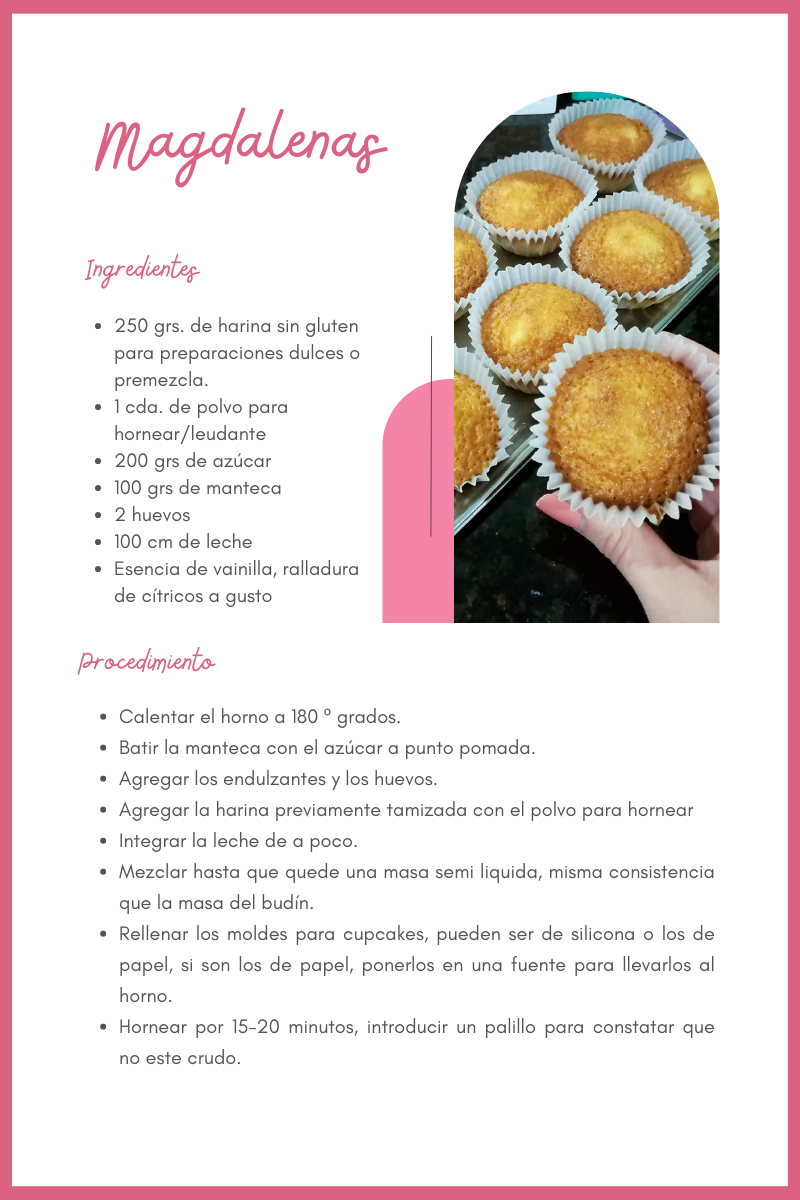 Magdalenas
Ingredientes
• 250 grs. de harina sin gluten
para preparaciones dulces o
premezcla.
• 1 cda. de polvo para
hornear/leudante
• 200 grs de azúcar
• 100 grs de manteca
• 2 huevos
• 100 cm de leche
• Esencia de vainilla, ralladura
de cítricos a gusto
Procedimiento
• Calentar el horno a 180 º grados.
• Batir la manteca con el azúcar a punto pomada.
• Agregar los endulzantes y los huevos.
• Agregar la harina previamente tamizada con el polvo para hornear
• Integrar la leche de a poco.
• Mezclar hasta que quede una masa semi liquida, misma consistencia
que la masa del budín.
• Rellenar los moldes para cupcakes, pueden ser de silicona o los de
papel, si son los de papel, ponerlos en una fuente para llevarlos al
horno.
• Hornear por 15-20 minutos, introducir un palillo para constatar que
no este crudo.